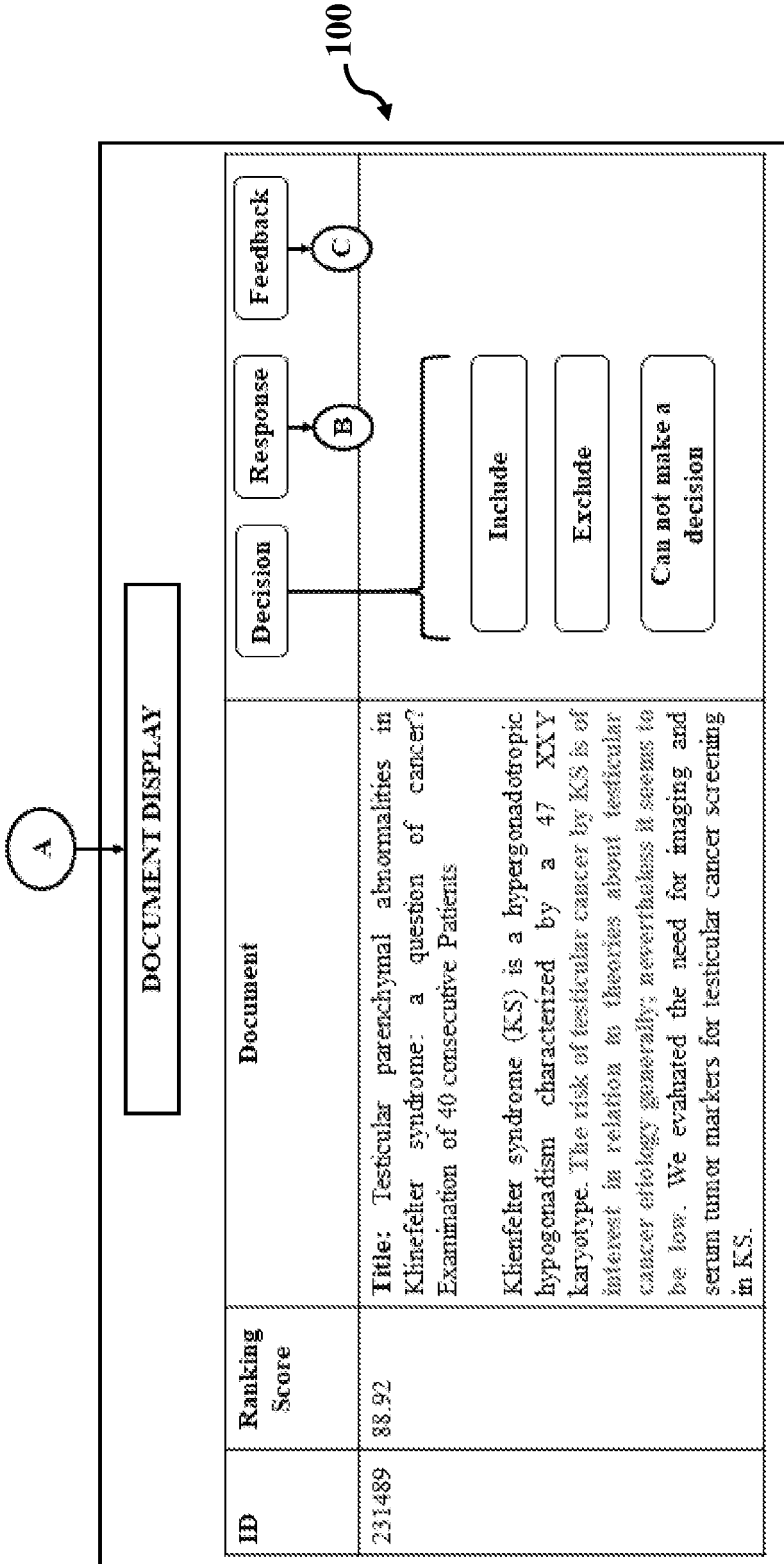 100
A
DOCUMENT DISPLAY
ID
Ranking
Score
Document
Decision
Response
Feedback
B
C
231489
88.92
Title: Testicular parenchymal abnormalities in
Klinefelter syndrome: a question of cancer?
Examination of 40 consecutive Patients
Klienfelter syndrome (KS) is a hypergonadotropic
hypogonadism characterized by a 47 XXY
karyotype. The risk of testicular cancer by KS is of
interest in relation to theories about testicular
cancer etiology generally; nevertheless it seems to
be low. We evaluated the need for imaging and
serum tumor markers for testicular cancer screening
in KS.
Include
Exclude
Can not make a
decision